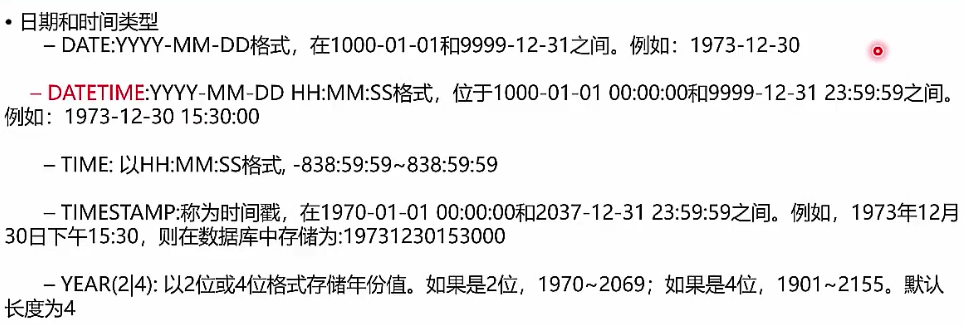 • 日期和时间类型
– DATE:YYYY-MM-DD格式，在1000-01-01和9999-12-31之间。例如：1973-12-30
– DATETIME:YYYY-MM-DD HH:MM:SS格式，位于1000-01-01 00:00:00和9999-12-31 23:59:59之间。
例如：1973-12-30 15:30:00
– TIME: 以HH:MM:SS格式, -838:59:59~838:59:59
– TIMESTAMP:称为时间戳，在1970-01-01 00:00:00和2037-12-31 23:59:59之间。例如，1973年12月
30日下午15:30，则在数据库中存储为:19731230153000
– YEAR(2|4): 以2位或4位格式存储年份值。如果是2位，1970~2069；如果是4位，1901~2155。默认
长度为4